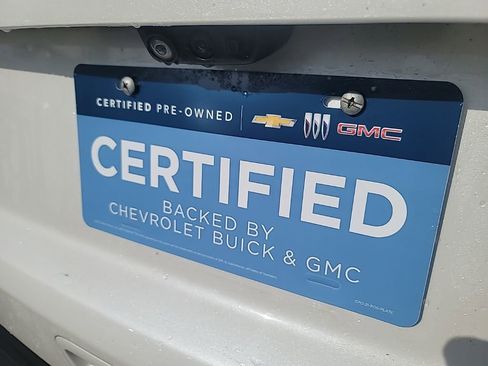 CERTIFIED PRE-OWNED
GMC
CERTIFIED
BACKED BY
CHEVROLET BUICK & GMC